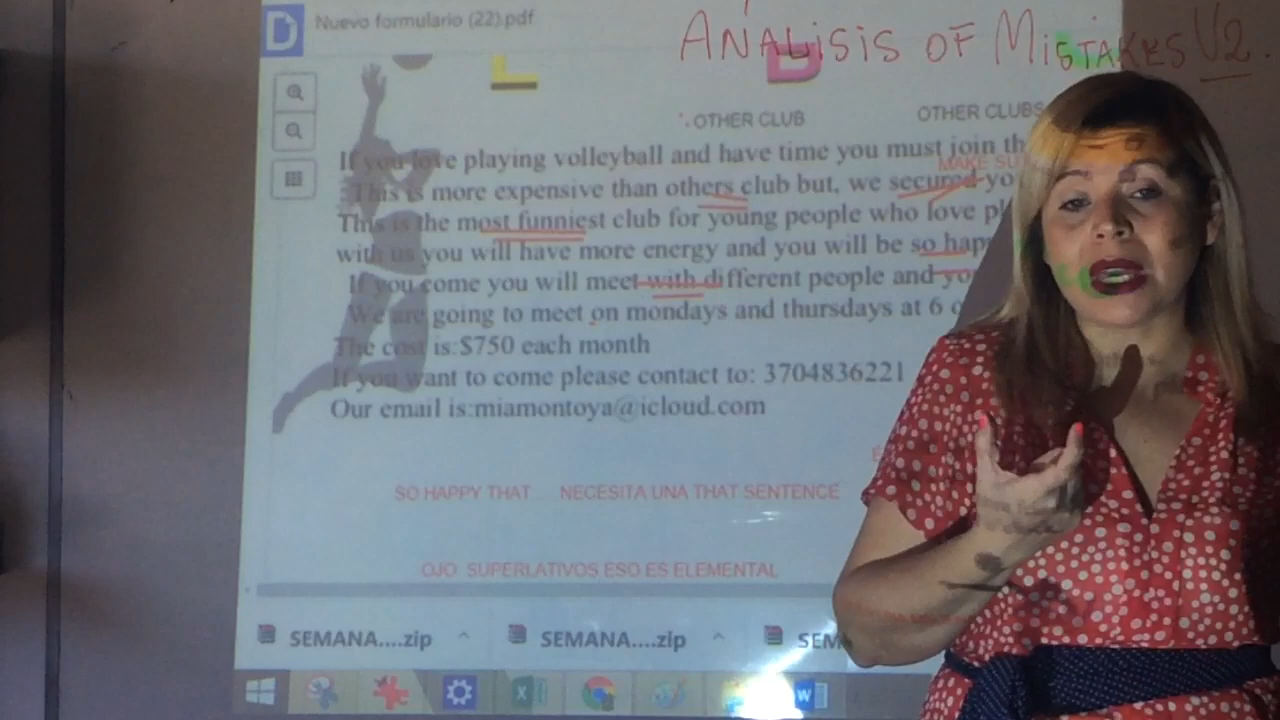 Nuevo formulario (22).pdf
ANALISIS OF MISTAKES V2.
OTHER CLUB
OTHER CLUBS
If you love playing volleyball and have time you must join th
MAKE SU
This is more expensive than others club but, we secured yo
This is the most funniest club for young people who love pl
with us you will have more energy and you will be so hap
If you come you will meet with different people and yo
We are going to meet on mondays and thursdays at 6 o
The cost is:$750 each month
If you want to come please contact to: 3704836221
Our email is:miamontoya@icloud.com
SO HAPPY THAT NECESITA UNA THAT SENTENCE
OJO SUPERLATIVOS ESO ES ELEMENTAL
SEMANA....zip SEMANA....zip SEM